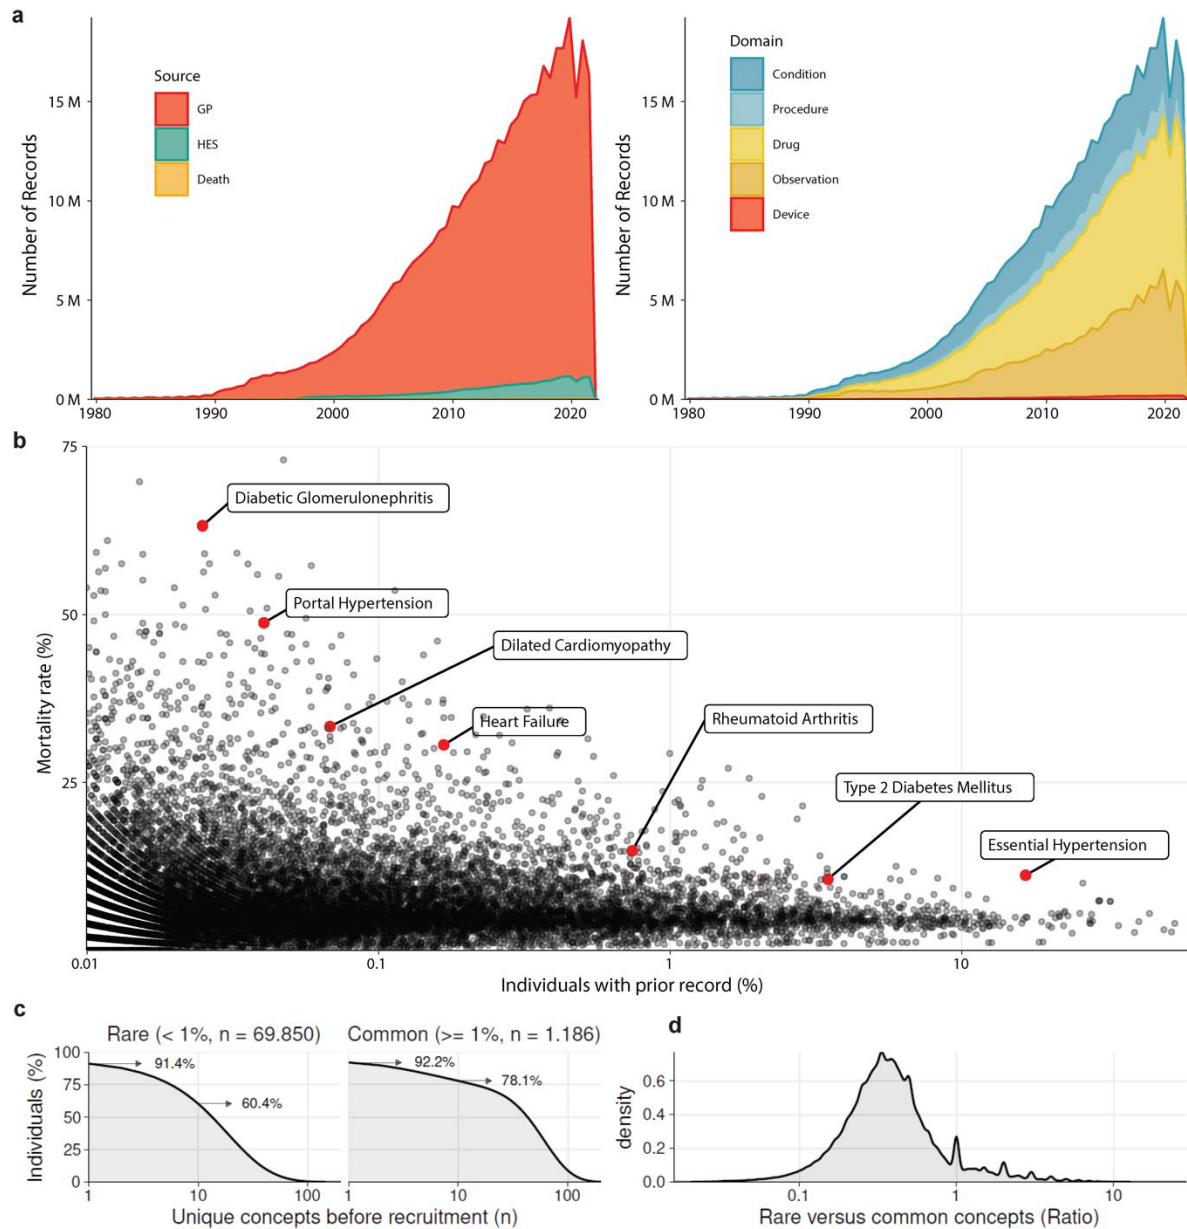 a
Source
GP
HES
Death
Number of Records
15 M
10 M
5 M
0 M
1980
1990
2000
2010
2020
Domain
Condition
Procedure
Drug
Observation
Device
Number of Records
15 M
10 M
5 M
0 M
1980
1990
2000
2010
2020
b
75
50
25
Mortality rate (%)
Diabetic Glomerulonephritis
Portal Hypertension
Dilated Cardiomyopathy
Heart Failure
Rheumatoid Arthritis
Type 2 Diabetes Mellitus
Essential Hypertension
0.01
0.1
1
10
Individuals with prior record (%)
c
Rare (< 1%, n = 69.850)
Common (>= 1%, n = 1.186)
Individuals (%)
100
75
50
25
0
91.4%
60.4%
92.2%
78.1%
1
10
100
1
10
100
Unique concepts before recruitment (n)
d
density
0.6
0.4
0.2
0.0
0.1
1
10
Rare versus common concepts (Ratio)